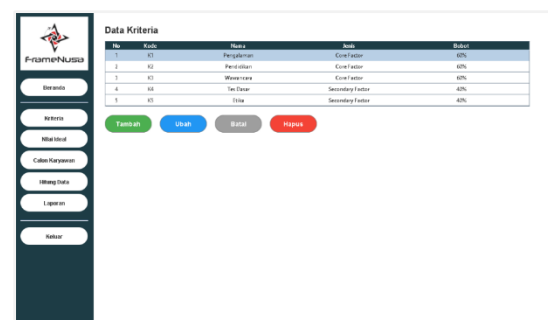 FrameNusa
Beranda
Kriteria
Nilai Ideal
Calon Karyawan
Hitung Data
Laporan
Keluar
Data Kriteria
No Kode Nama Jenis Bobot
1 K1 Pengalaman Core Factor 60%
2 K2 Pendidikan Core Factor 60%
3 K3 Wawancara Core Factor 60%
4 K4 Tes Dasar Secondary Factor 40%
5 K5 Etika Secondary Factor 40%
Tambah Ubah Batal Hapus